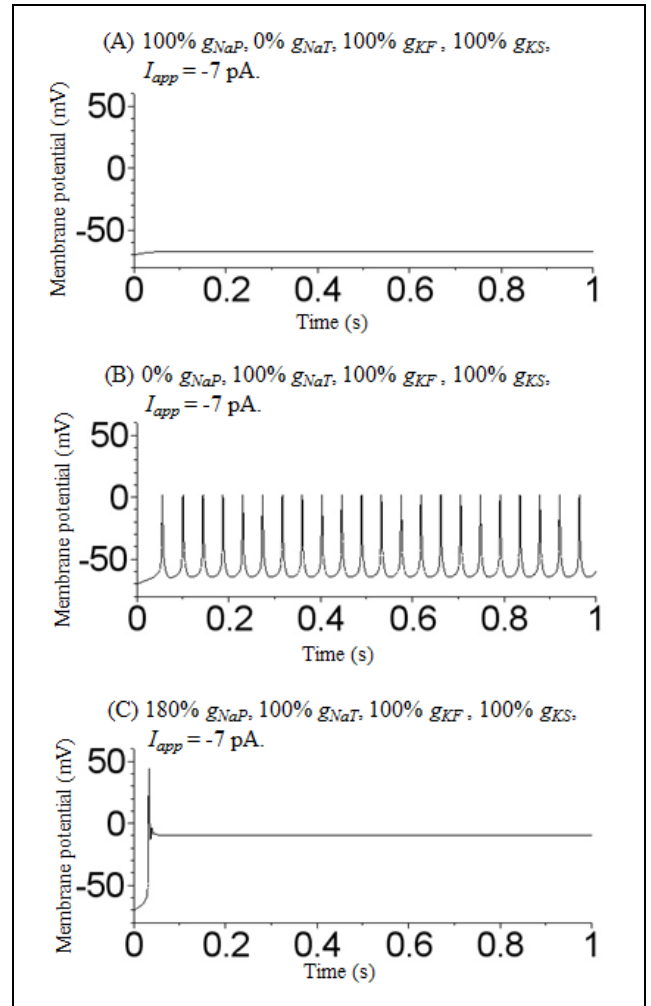 (A) 100% gNaP, 0% gNaT, 100% gKF, 100% gKS,
Iapp = -7 pA.
Membrane potential (mV)
50
0
-50
0 0.2 0.4 0.6 0.8 1
Time (s)
(B) 0% gNaP, 100% gNaT, 100% gKF , 100% gKS,
Iapp = -7 pA.
Membrane potential (mV)
50
0
-50
0 0.2 0.4 0.6 0.8 1
Time (s)
(C) 180% gNaP, 100% gNaT, 100% gKF , 100% gKS,
Iapp = -7 pA.
Membrane potential (mV)
50
0
-50
0 0.2 0.4 0.6 0.8 1
Time (s)